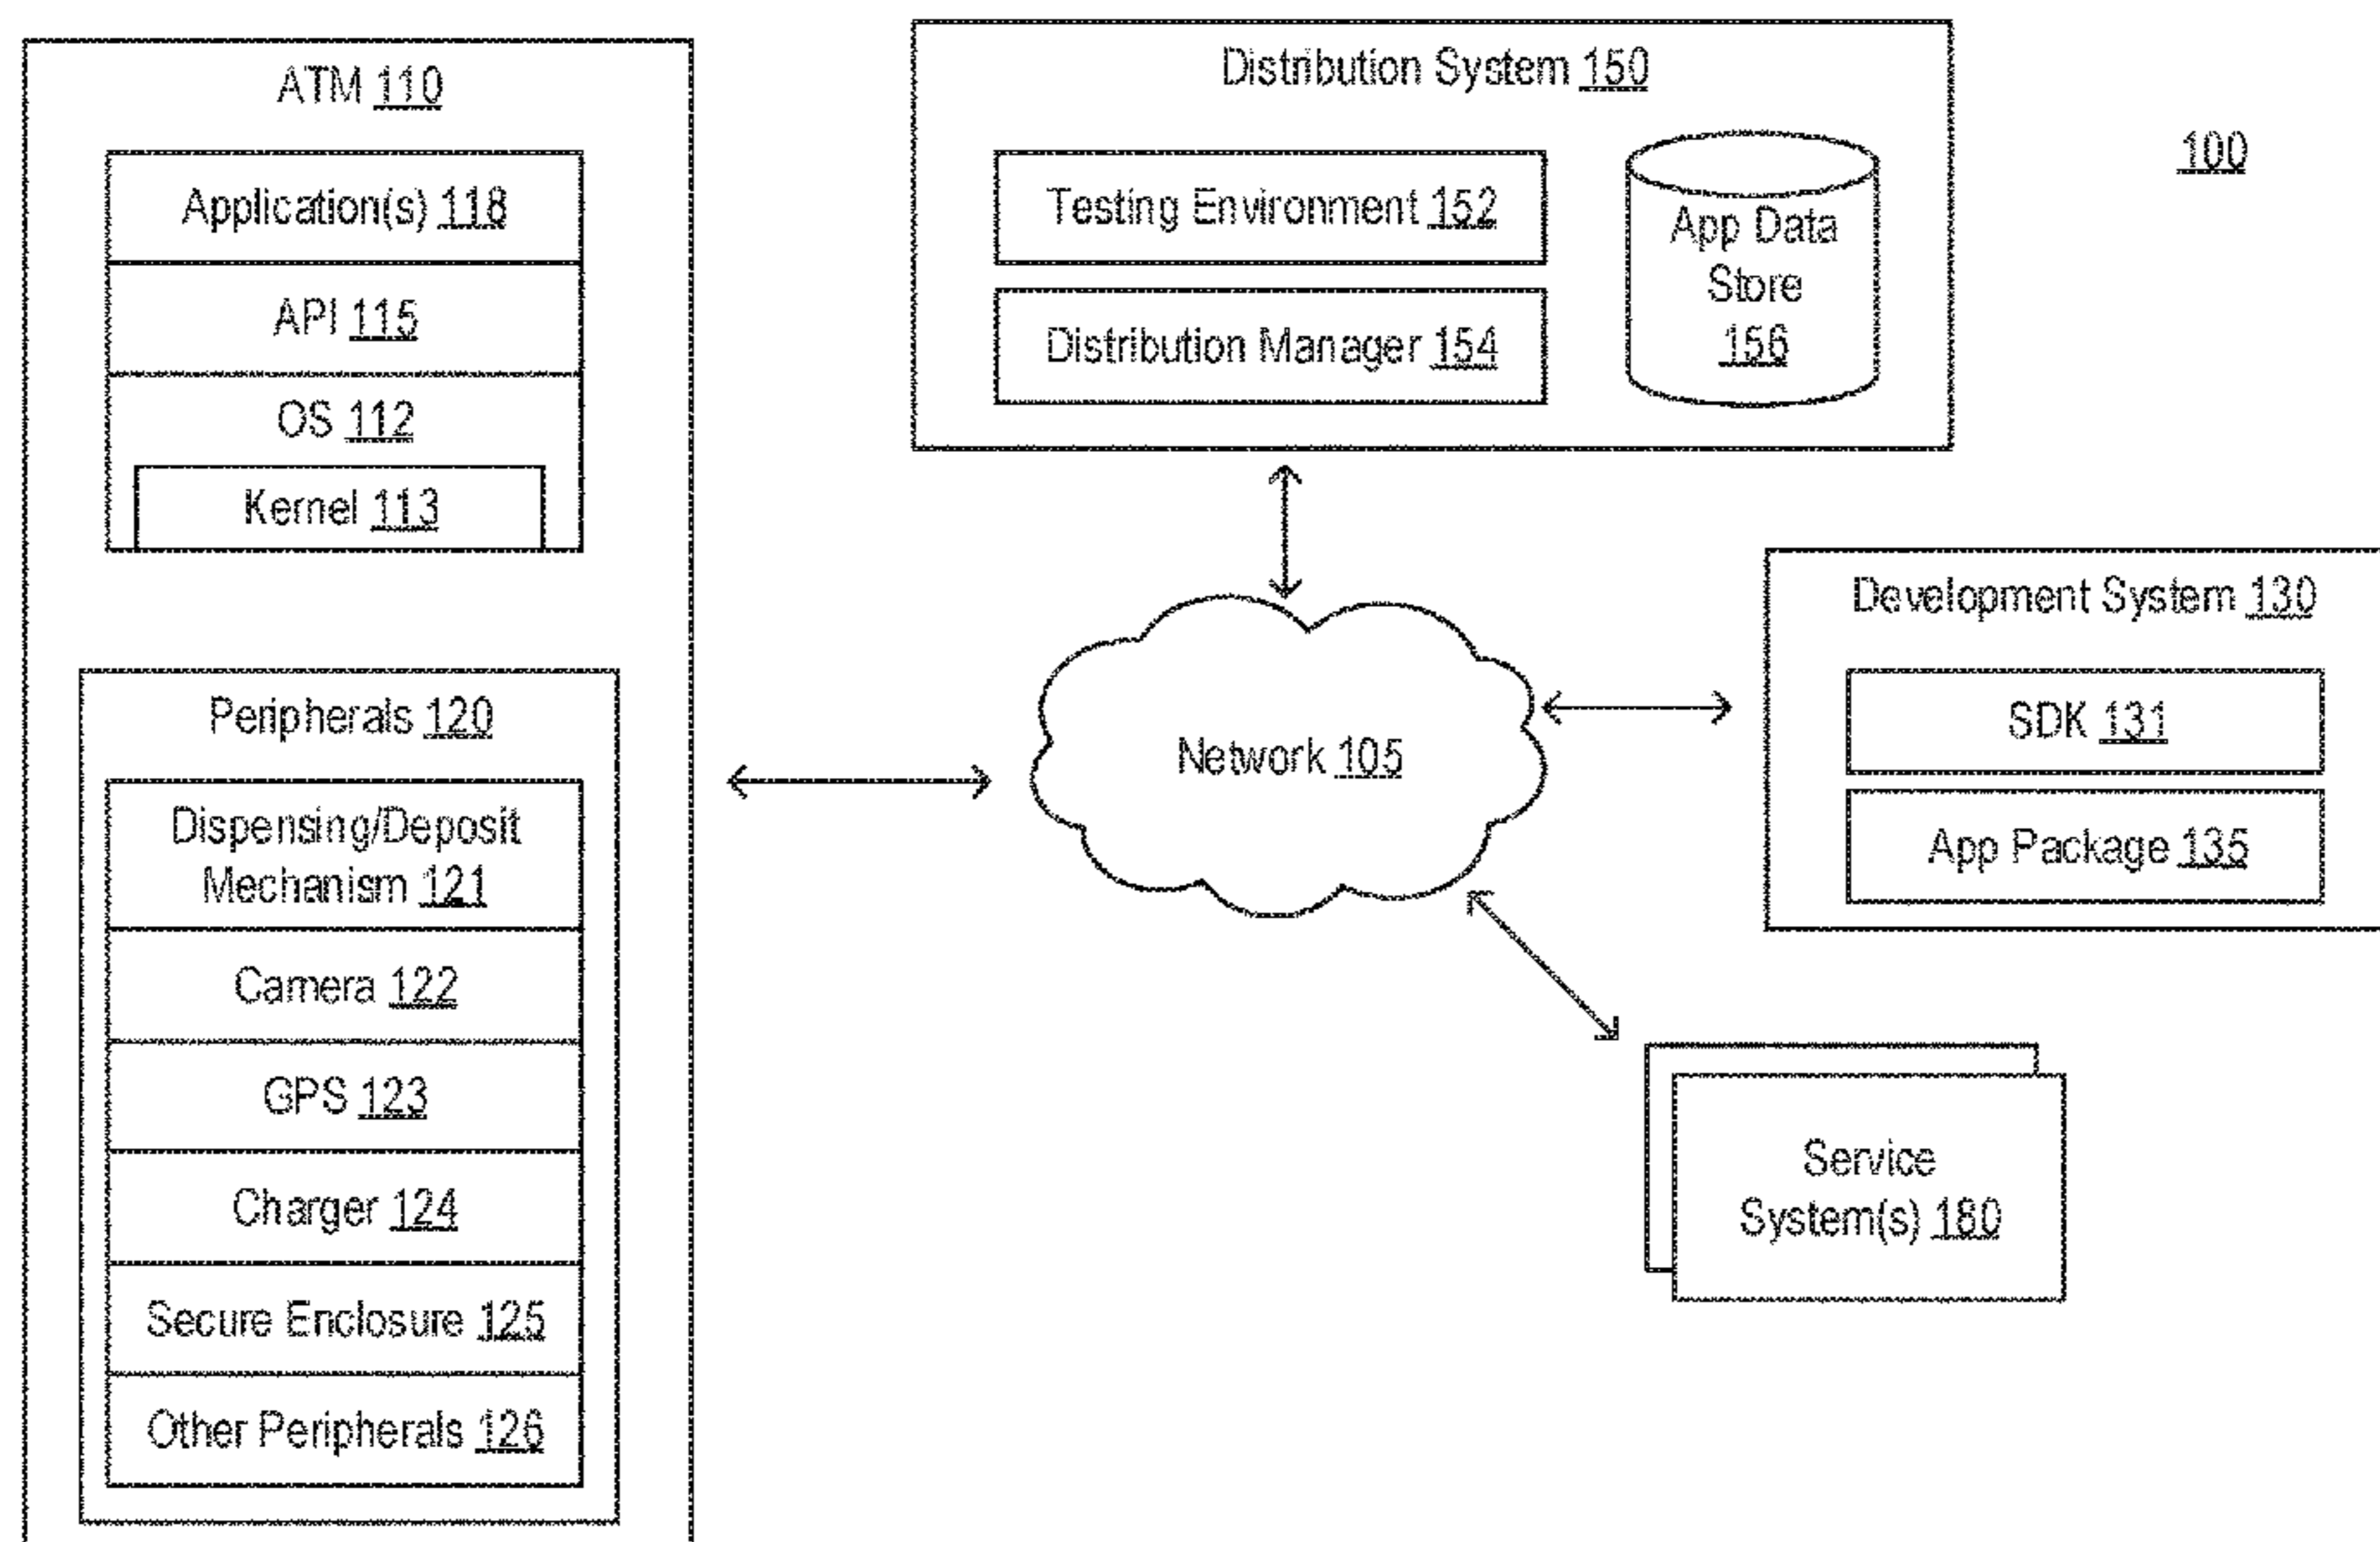 ATM 110
Application(s) 118
API 115
OS 112
Kernel 113
Peripherals 120
Dispensing/Deposit
Mechanism 121
Camera 122
GPS 123
Charger 124
Secure Enclosure 125
Other Peripherals 126
Distribution System 150
Testing Environment 152
Distribution Manager 154
App Data
Store
156
100
Network 105
Development System 130
SDK 131
App Package 135
Service
System(s) 180